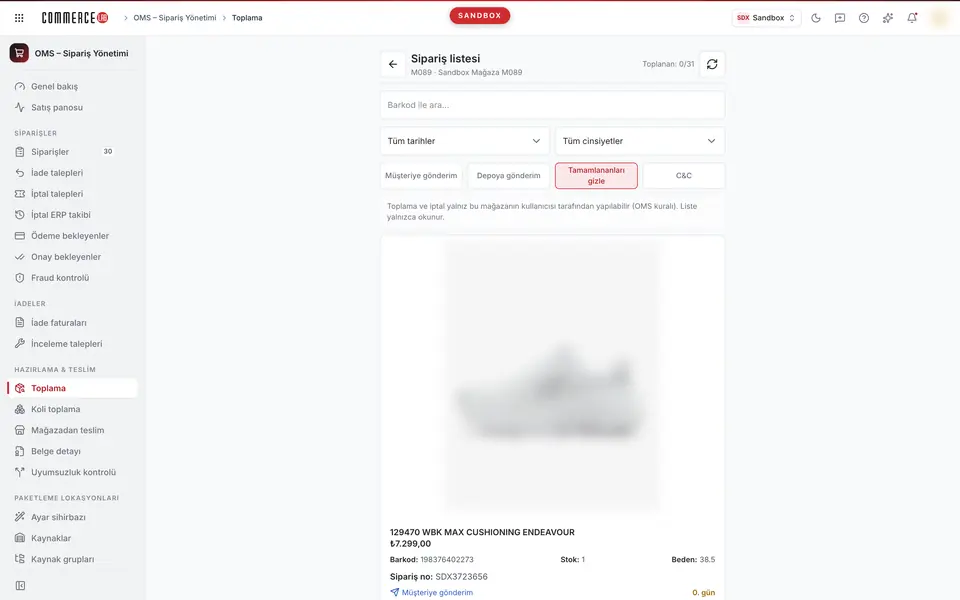 COMMERCE LAB
OMS – Sipariş Yönetimi
Toplama
SANDBOX
SDX Sandbox
OMS – Sipariş Yönetimi
Genel bakış
Satış panosu
SİPARİŞLER
Siparişler 30
İade talepleri
İptal talepleri
İptal ERP takibi
Ödeme bekleyenler
Onay bekleyenler
Fraud kontrolü
İADELER
İade faturaları
İnceleme talepleri
HAZIRLAMA & TESLİM
Toplama
Koli toplama
Mağazadan teslim
Belge detayı
Uyumsuzluk kontrolü
PAKETLEME LOKASYONLARI
Ayar sihirbazı
Kaynaklar
Kaynak grupları
Sipariş listesi
M089 · Sandbox Mağaza M089
Toplanan: 0/31
Barkod ile ara...
Tüm tarihler
Tüm cinsiyetler
Müşteriye gönderim
Depoya gönderim
Tamamlananları
gizle
C&C
Toplama ve iptal yalnız bu mağazanın kullanıcısı tarafından yapılabilir (OMS kuralı). Liste
yalnızca okunur.
129470 WBK MAX CUSHIONING ENDEAVOUR
₺7.299,00
Barkod: 198376402273 Stok: 1 Beden: 38.5
Sipariş no: SDX3723656
Müşteriye gönderim 0. gün